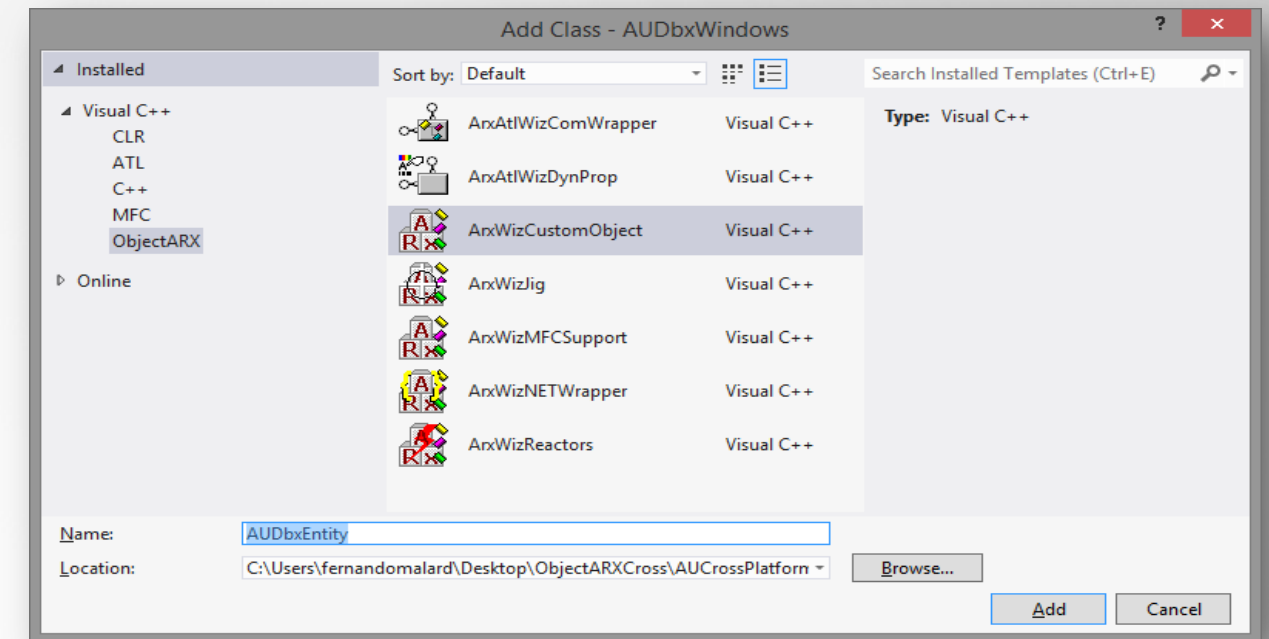 Add Class - AUDbxWindows
?
Installed
Sort by: Default
Search Installed Templates (Ctrl+E)
Visual C++
CLR
ATL
C++
MFC
ObjectARX
Online
ArxAtlWizComWrapper Visual C++
ArxAtlWizDynProp Visual C++
ArxWizCustomObject Visual C++
ArxWizJig Visual C++
ArxWizMFCSupport Visual C++
ArxWizNETWrapper Visual C++
ArxWizReactors Visual C++
Type: Visual C++
Name: AUDbxEntity
Location: C:\Users\fernandomalard\Desktop\ObjectARXCross\AUCrossPlatform
Browse...
Add Cancel